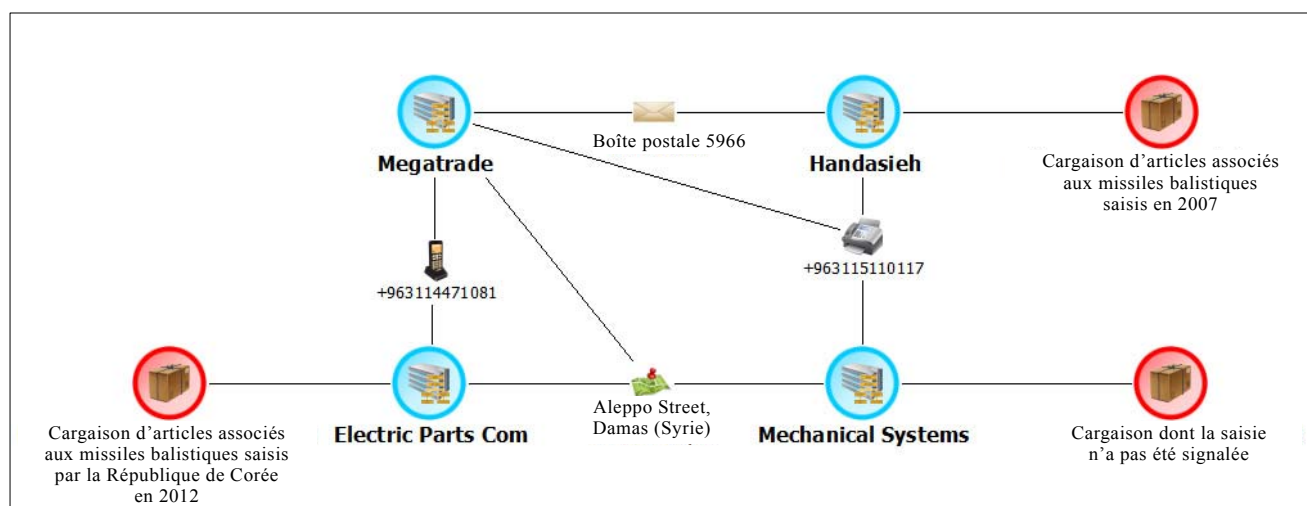 Boîte postale 5966
Megatrade
Handasieh
Cargaison d’articles associés
aux missiles balistiques
saisis en 2007
+963115110117
+963114471081
Aleppo Street,
Damas (Syrie)
Electric Parts Com
Mechanical Systems
Cargaison d’articles associés
aux missiles balistiques saisis
par la République de Corée
en 2012
Cargaison dont la saisie
n’a pas été signalée